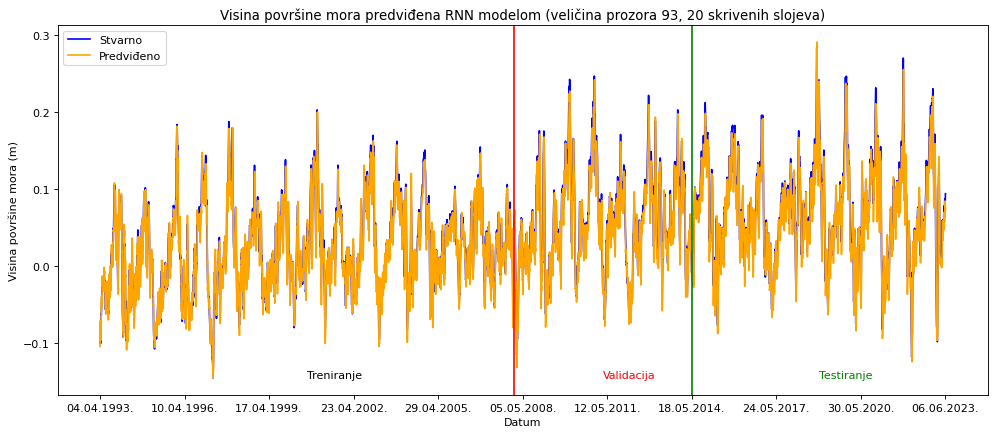 Visina površine mora predviđena RNN modelom (veličina prozora 93, 20 skrivenih slojeva)
Stvarno
Predviđeno
Visina površine mora (m)
0.3
0.2
0.1
0.0
−0.1
Treniranje
Validacija
Testiranje
04.04.1993.
10.04.1996.
17.04.1999.
23.04.2002.
29.04.2005.
05.05.2008.
12.05.2011.
18.05.2014.
24.05.2017.
30.05.2020.
06.06.2023.
Datum